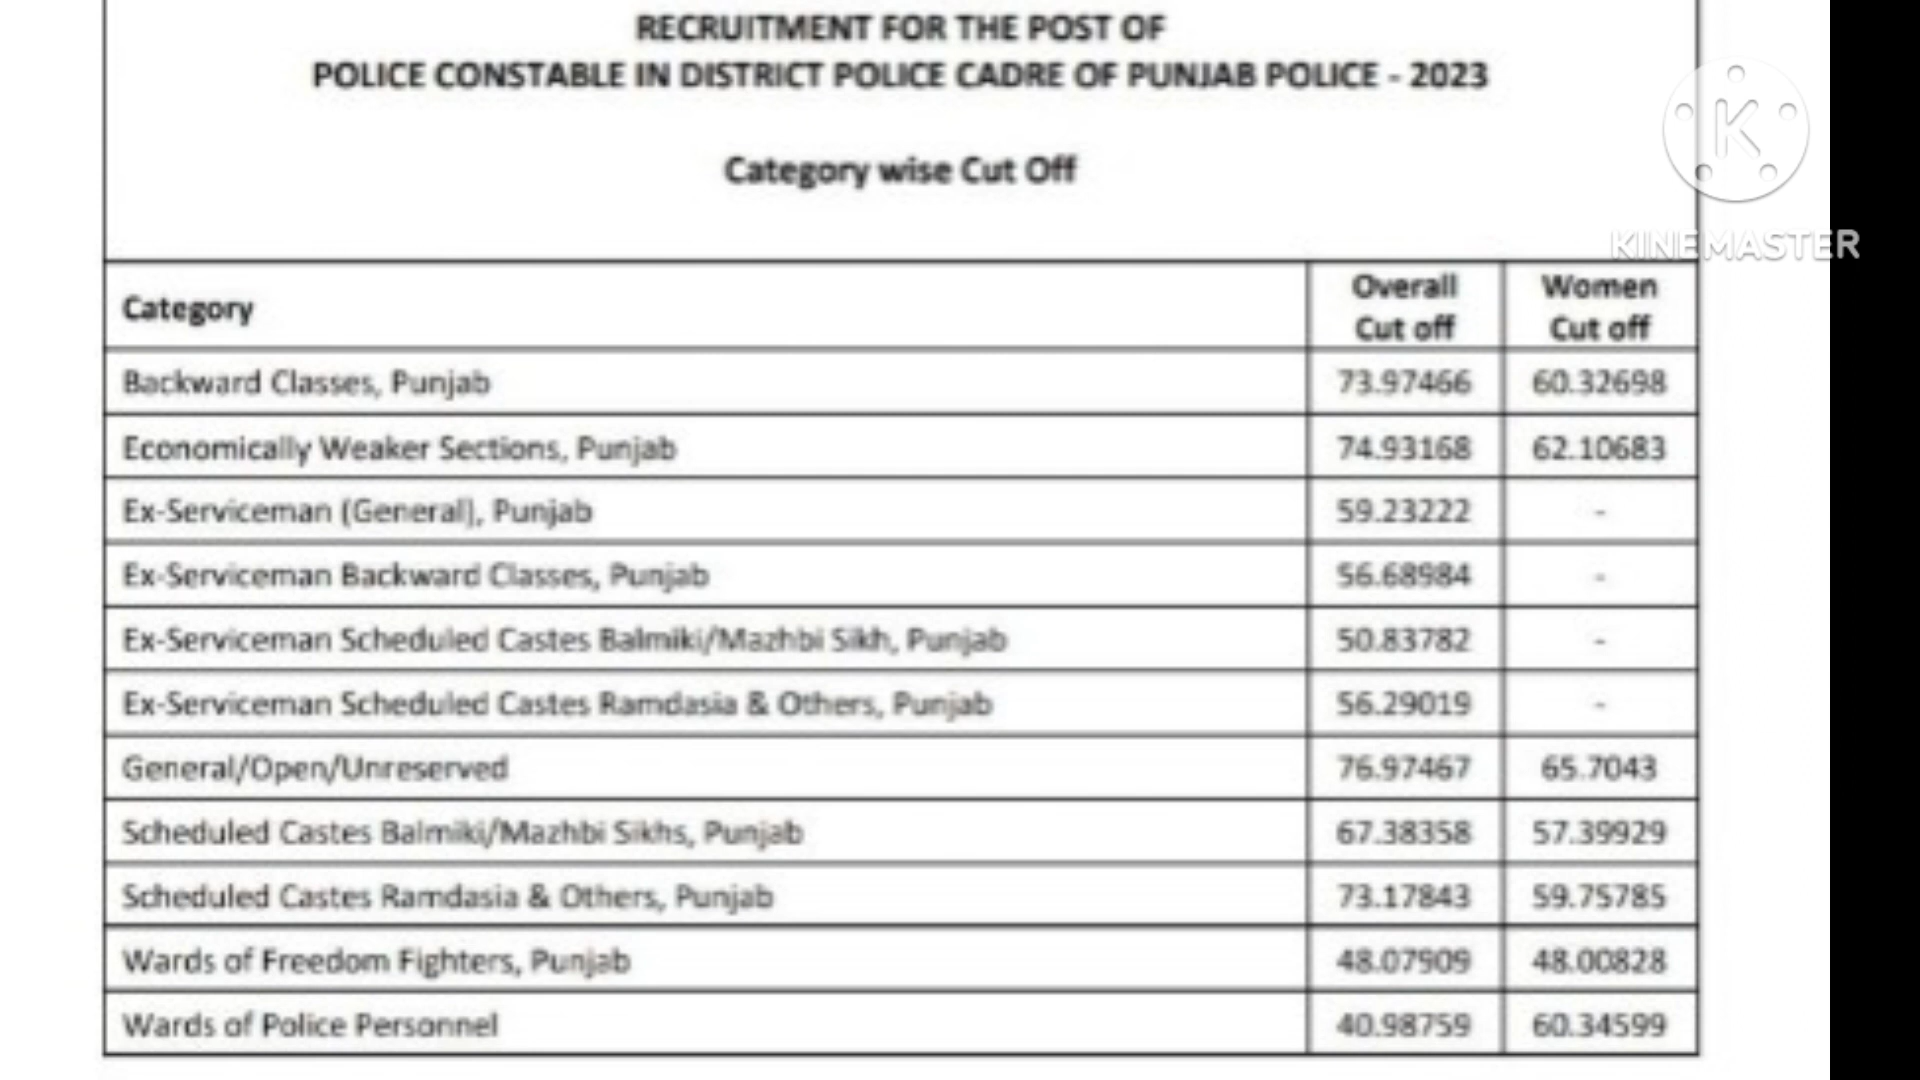 RECRUITMENT FOR THE POST OF
POLICE CONSTABLE IN DISTRICT POLICE CADRE OF PUNJAB POLICE - 2023
Category wise Cut Off
K
KINEMASTER
Category Overall Cut off Women Cut off
Backward Classes, Punjab 73.97466 60.32698
Economically Weaker Sections, Punjab 74.93168 62.10683
Ex-Serviceman (General), Punjab 59.23222 -
Ex-Serviceman Backward Classes, Punjab 56.68984 -
Ex-Serviceman Scheduled Castes Balmiki/Mazhbi Sikh, Punjab 50.83782 -
Ex-Serviceman Scheduled Castes Ramdasia & Others, Punjab 56.29019 -
General/Open/Unreserved 76.97467 65.7043
Scheduled Castes Balmiki/Mazhbi Sikhs, Punjab 67.38358 57.39929
Scheduled Castes Ramdasia & Others, Punjab 73.17843 59.75785
Wards of Freedom Fighters, Punjab 48.07909 48.00828
Wards of Police Personnel 40.98759 60.34599